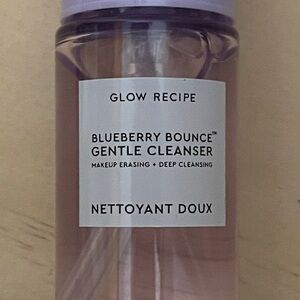 GLOW RECIPE
BLUEBERRY BOUNCE™
GENTLE CLEANSER
MAKEUP ERASING + DEEP CLEANSING
NETTOYANT DOUX